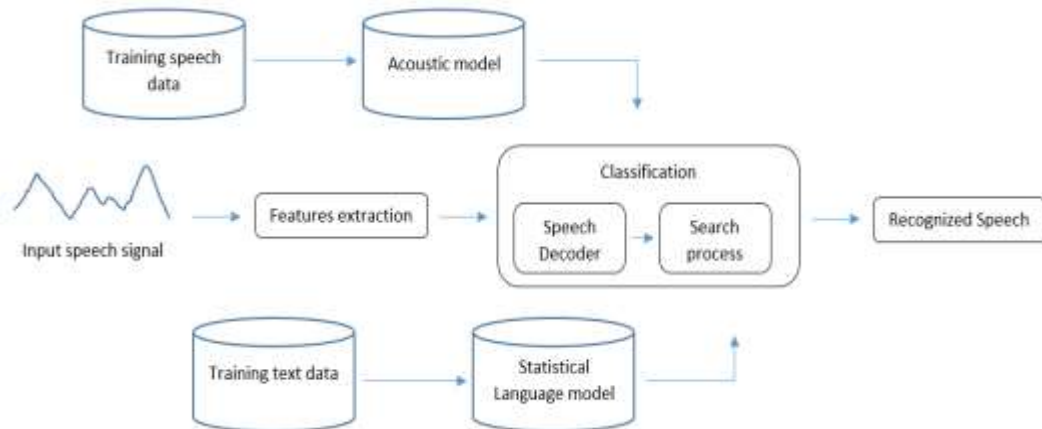 Training speech
data
Acoustic model
Classification
Input speech signal
Features extraction
Speech
Decoder
Search
process
Recognized Speech
Training text data
Statistical
Language model